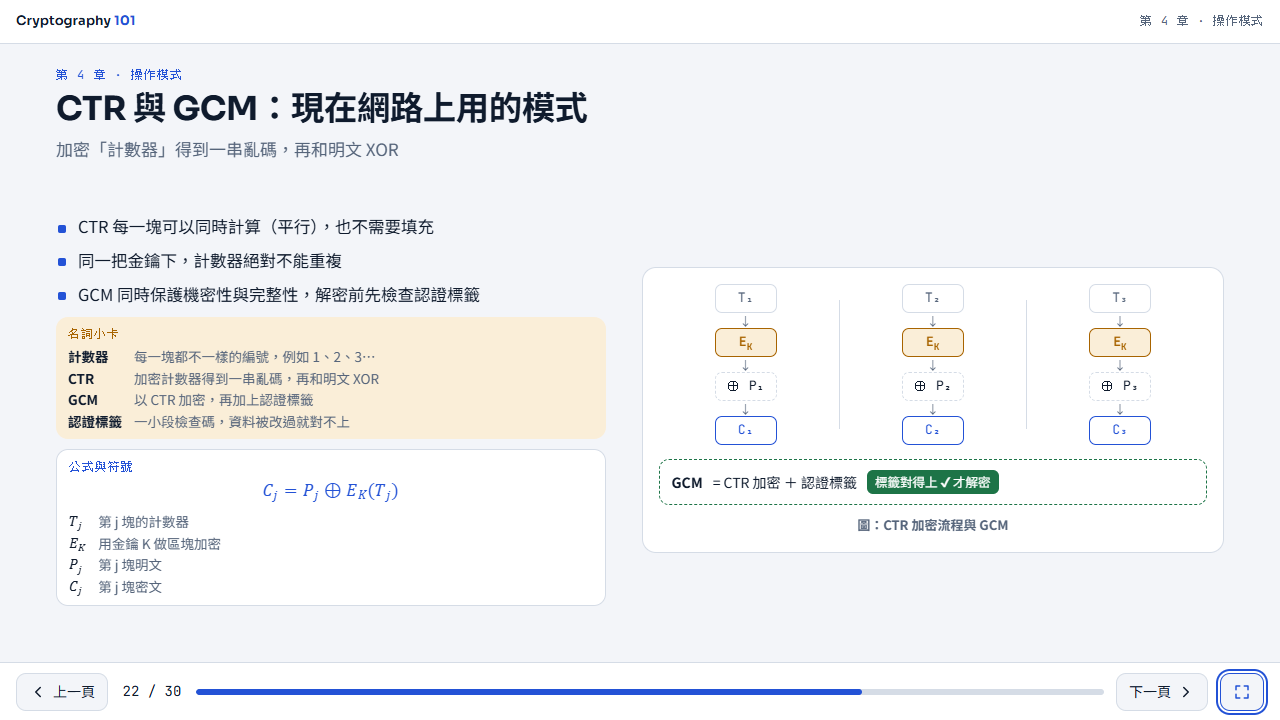 Cryptography 101
第 4 章 · 操作模式
第 4 章 · 操作模式
CTR 與 GCM：現在網路上用的模式
加密「計數器」得到一串亂碼，再和明文 XOR
CTR 每一塊可以同時計算（平行），也不需要填充
同一把金鑰下，計數器絕對不能重複
GCM 同時保護機密性與完整性，解密前先檢查認證標籤
名詞小卡
計數器 每一塊都不一樣的編號，例如 1、2、3⋯
CTR 加密計數器得到一串亂碼，再和明文 XOR
GCM 以 CTR 加密，再加上認證標籤
認證標籤 一小段檢查碼，資料被改過就對不上
公式與符號
C_j = P_j ⊕ E_K(T_j)
T_j 第 j 塊的計數器
E_K 用金鑰 K 做區塊加密
P_j 第 j 塊明文
C_j 第 j 塊密文
T₁ T₂ T₃
↓ ↓ ↓
E_K E_K E_K
↓ ↓ ↓
⊕ P₁ ⊕ P₂ ⊕ P₃
↓ ↓ ↓
C₁ C₂ C₃
GCM = CTR 加密 ＋ 認證標籤 標籤對得上 ✓ 才解密
圖：CTR 加密流程與 GCM
上一頁 22 / 30 下一頁